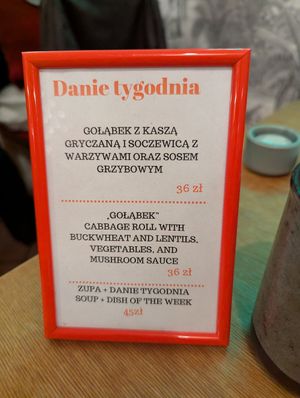 Danie tygodnia
GOŁĄBEK Z KASZĄ
GRYCZANĄ I SOCZEWICĄ Z
WARZYWAMI ORAZ SOSEM
GRZYBOWYM
36 zł
„GOŁĄBEK”
CABBAGE ROLL WITH
BUCKWHEAT AND LENTILS,
VEGETABLES, AND
MUSHROOM SAUCE
36 zł
ZUPA + DANIE TYGODNIA
SOUP + DISH OF THE WEEK
45zł